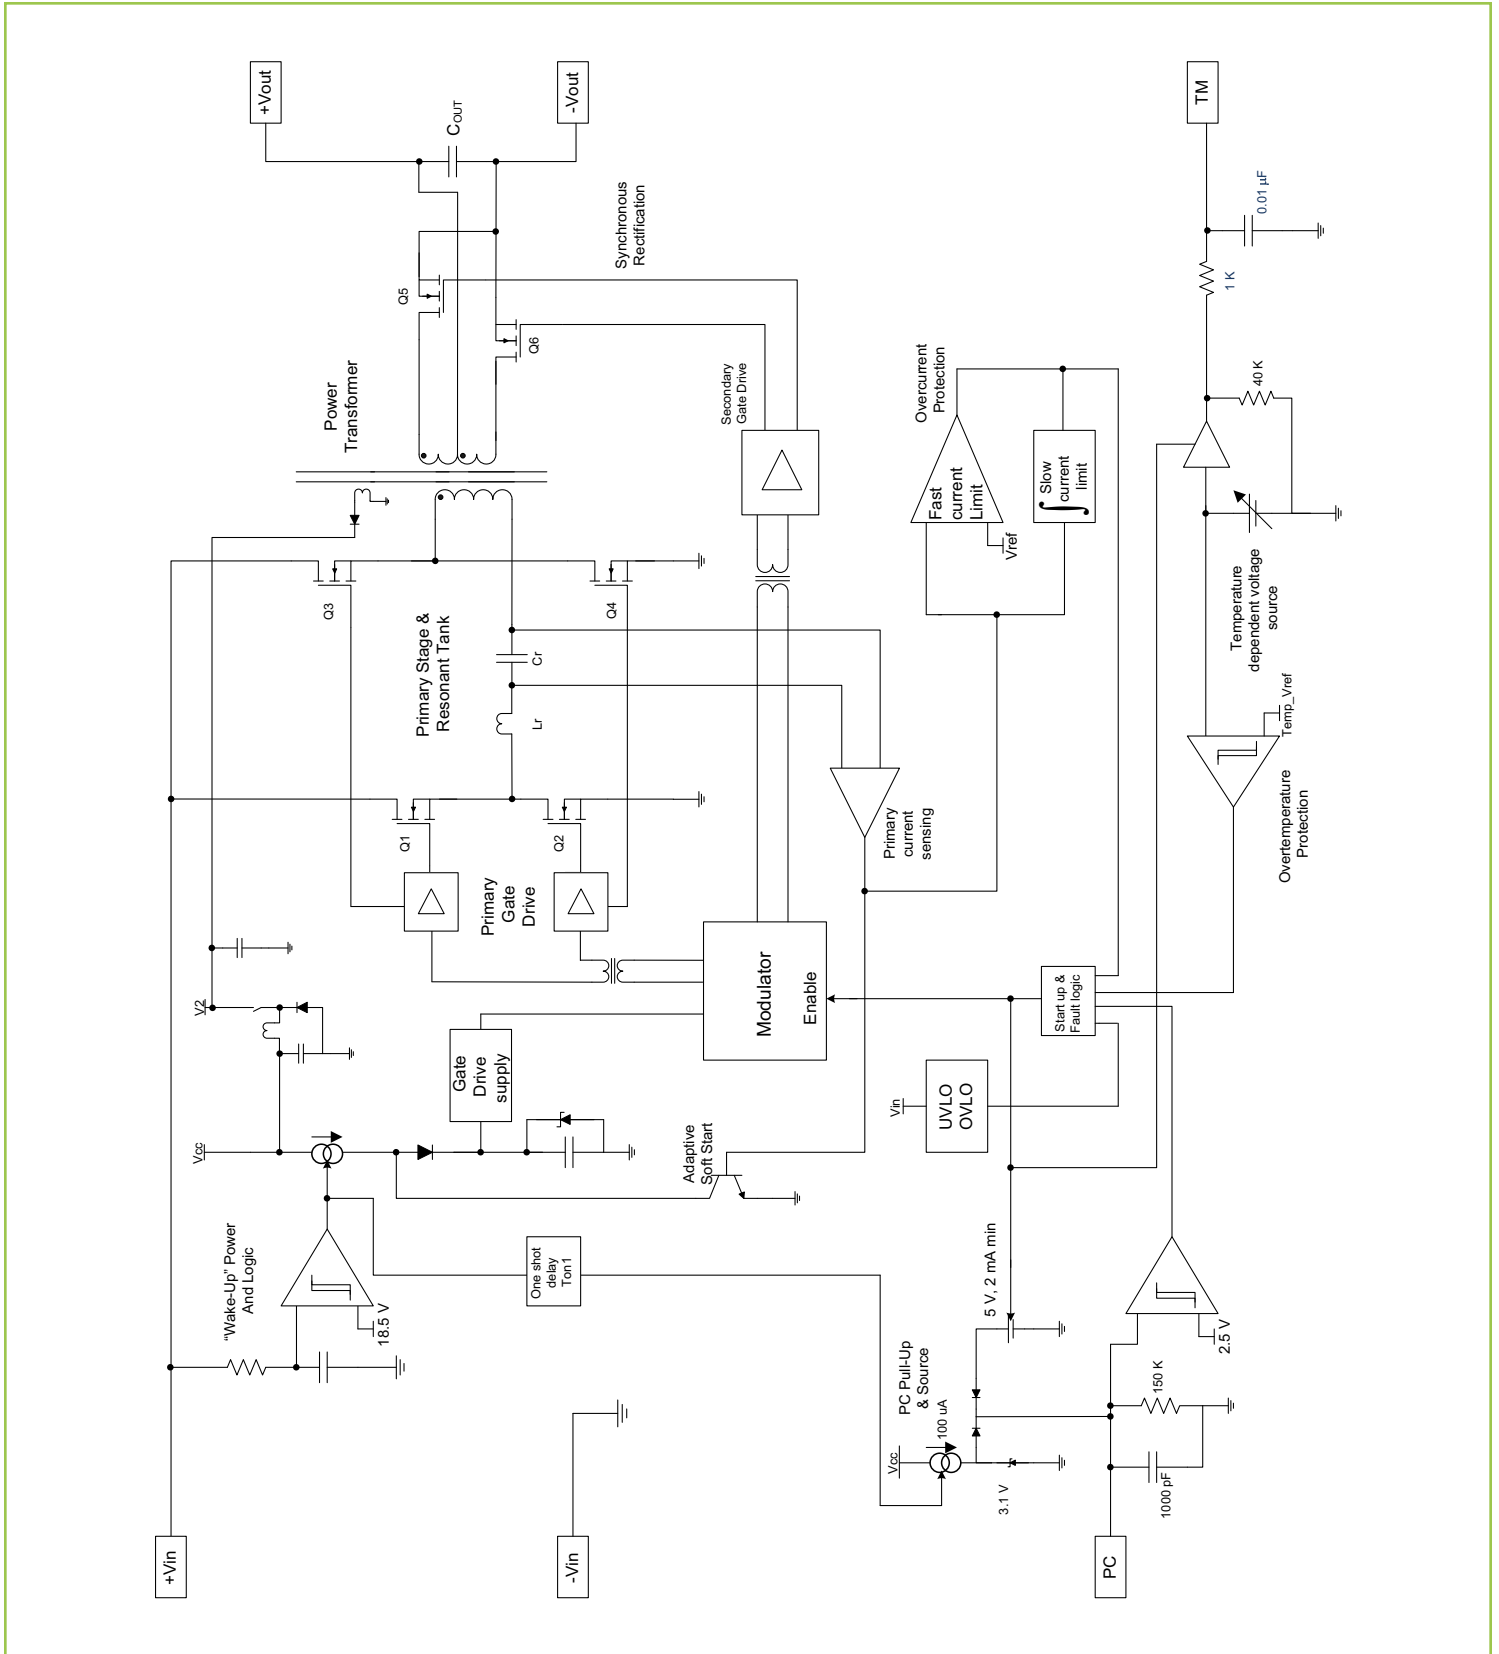 +Vout
-Vout
C OUT
TM
0.01 µF
1 K
40 K
Synchronous
Rectification
Q5
Q6
Power
Transformer
Secondary
Gate Drive
Overcurrent
Protection
Fast
current
Limit
Vref
Slow
current
limit
Temperature
dependent voltage
source
Temp_Vref
Overtemperature
Protection
Q3
Q4
Primary Stage &
Resonant Tank
Cr
Lr
Q1
Q2
Primary
Gate
Drive
Primary
current
sensing
Modulator
Enable
Start up &
Fault logic
V2
Gate
Drive
supply
Vin
UVLO
OVLO
Vcc
Adaptive
Soft Start
"Wake-Up" Power
And Logic
18.5 V
One shot
delay
Ton1
5 V, 2 mA min
2.5 V
PC Pull-Up
& Source
100 uA
Vcc
3.1 V
150 K
1000 pF
+Vin
-Vin
PC